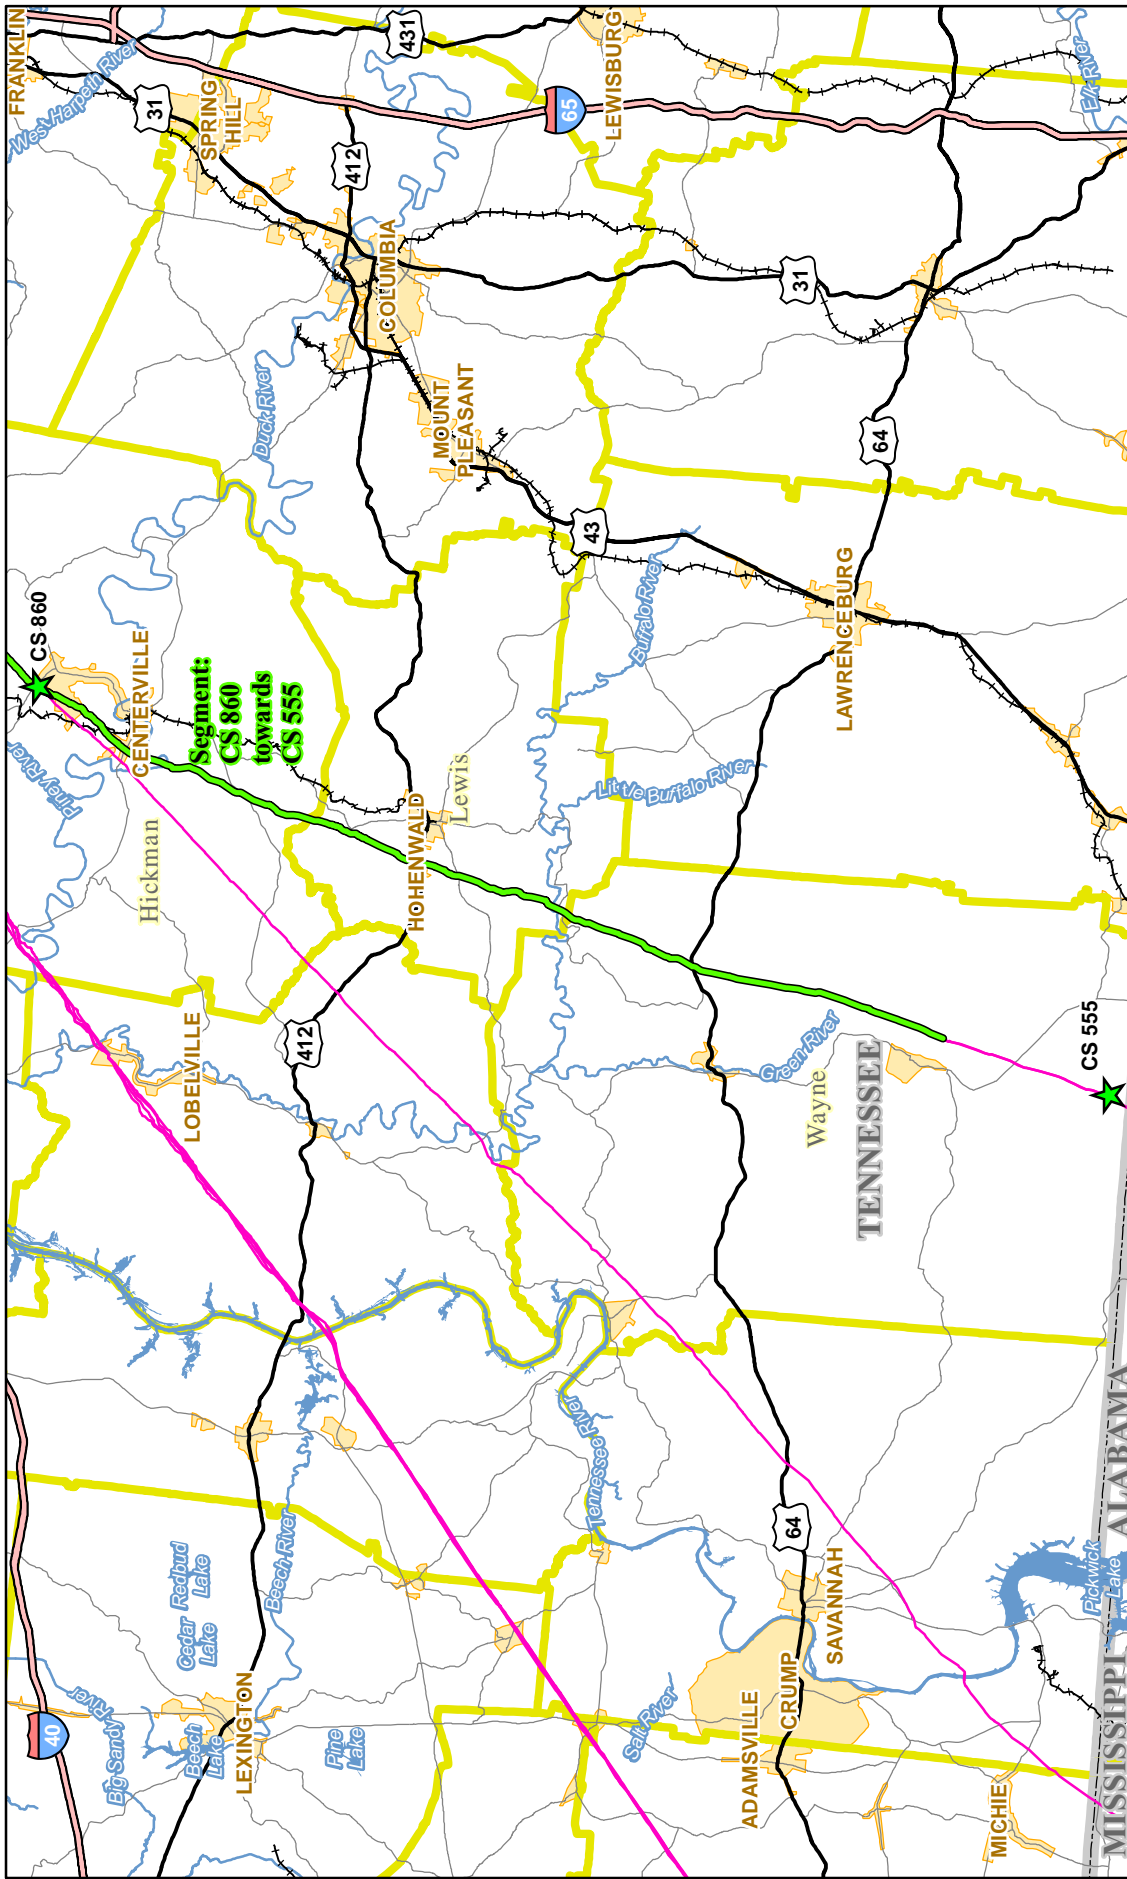 FRANKLIN
West Harpeth River
31
SPRING
HILL
431
65
LEWISBURG
Elk River
412
COLUMBIA
31
Duck River
MOUNT
PLEASANT
64
43
Buffalo River
LAWRENCEBURG
CS 860
CENTERVILLE
Segment:
CS 860
towards
CS 555
Piney River
Hickman
HOHENWALD
Lewis
Little Buffalo River
LOBELVILLE
412
Green River
Wayne
TENNESSEE
CS 555
Tennessee River
Beech River
Redbud
Lake
Cedar
Lake
64
SAVANNAH
Pickwick
Lake
ALABAMA
MISSISSIPPI
40
Big Sandy River
Beech
Lake
LEXINGTON
Pine
Lake
Salt River
CRUMP
ADAMSVILLE
MICHIE